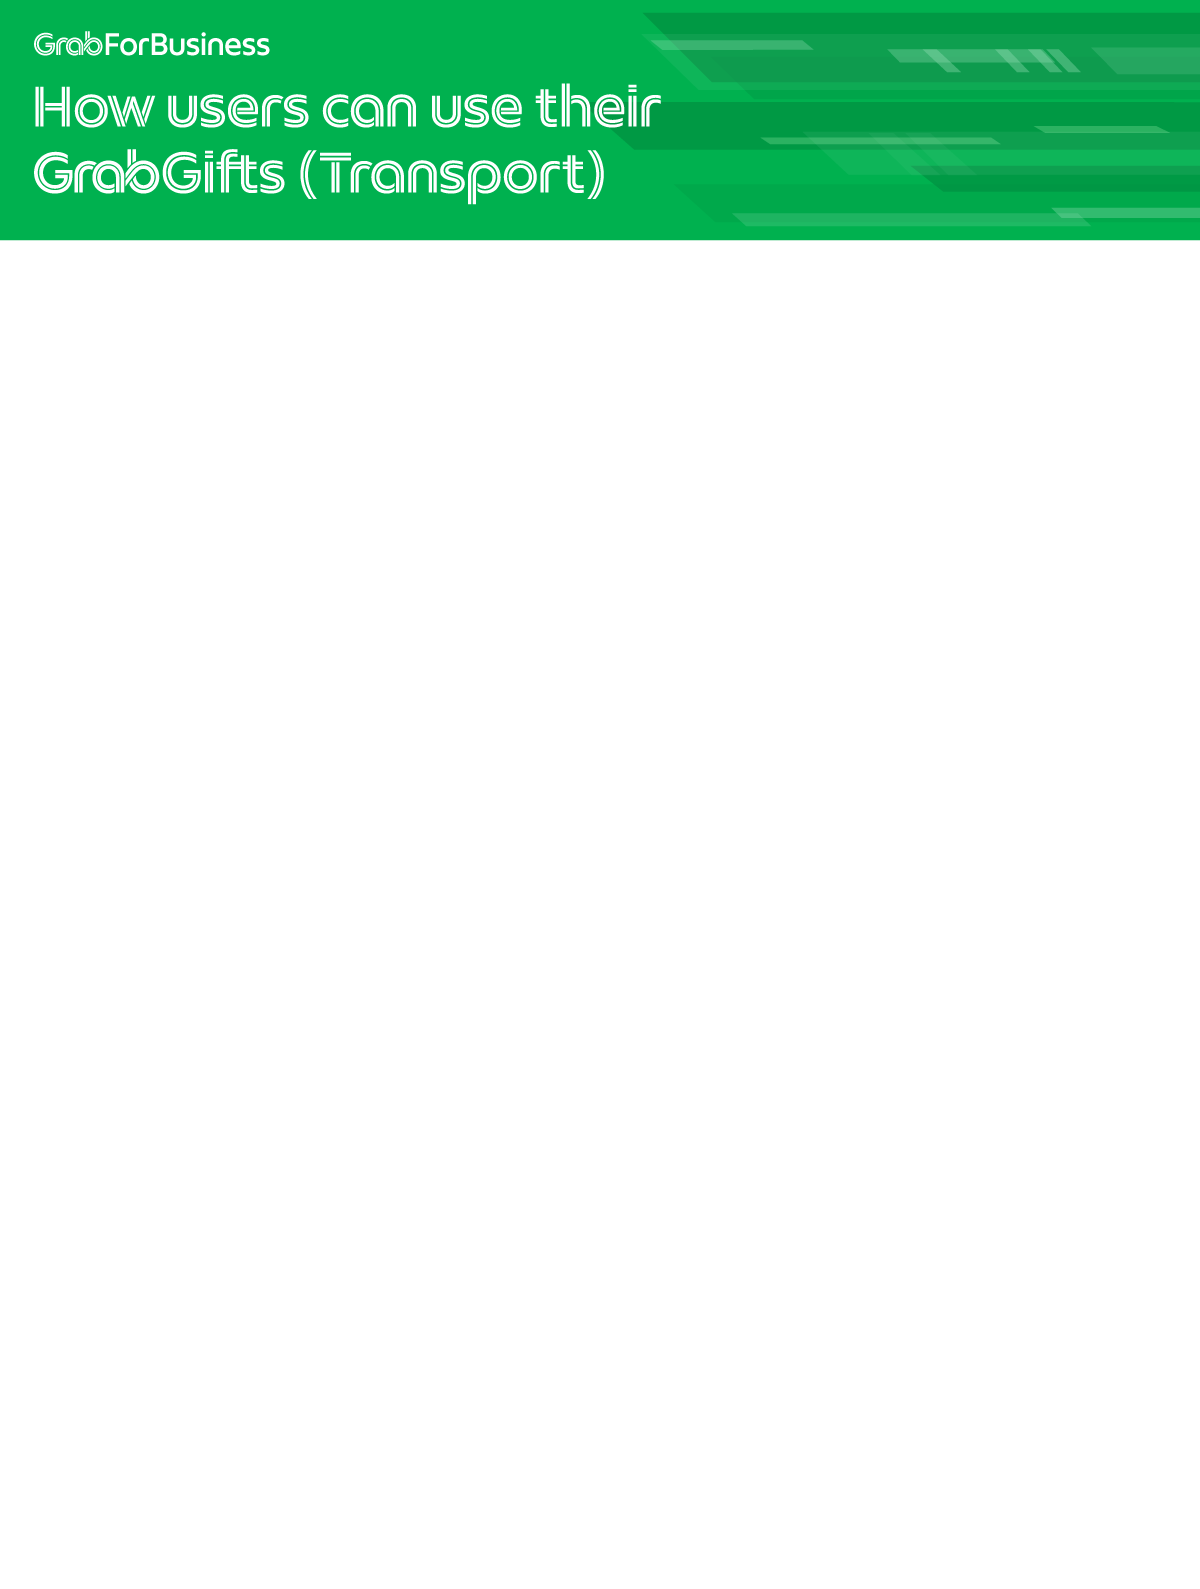 GrabForBusiness
How users can use their
GrabGifts (Transport)